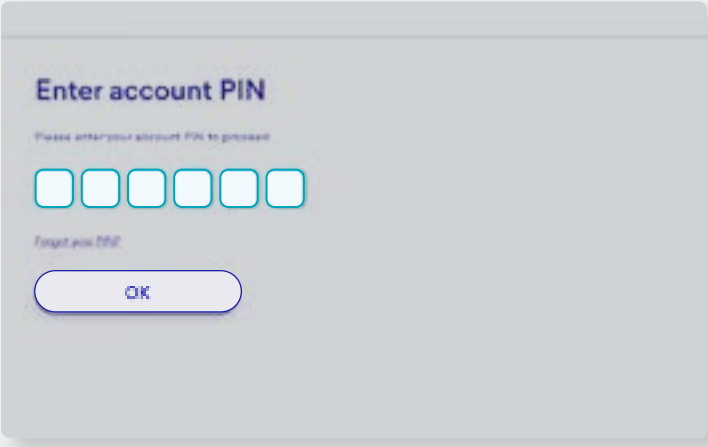 Enter account PIN
Please enter your account PIN to proceed
Forgot your PIN?
OK